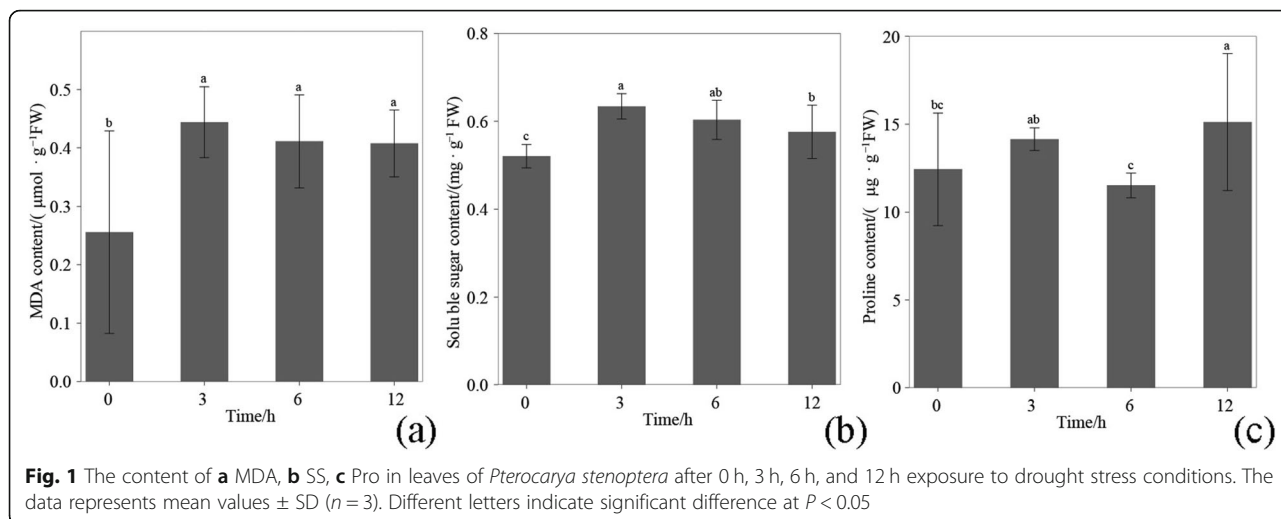 MDA content/( μmol · g⁻¹FW)
0.5
0.4
0.3
0.2
0.1
0.0
b
a
a
a
0
3
6
12
Time/h
(a)
Soluble sugar content/(mg · g⁻¹ FW)
0.8
0.6
0.4
0.2
0.0
c
a
ab
b
0
3
6
12
Time/h
(b)
Proline content/( μg · g⁻¹FW)
20
15
10
5
0
bc
ab
c
a
0
3
6
12
Time/h
(c)
Fig. 1 The content of a MDA, b SS, c Pro in leaves of Pterocarya stenoptera after 0 h, 3 h, 6 h, and 12 h exposure to drought stress conditions. The
data represents mean values ± SD (n = 3). Different letters indicate significant difference at P < 0.05